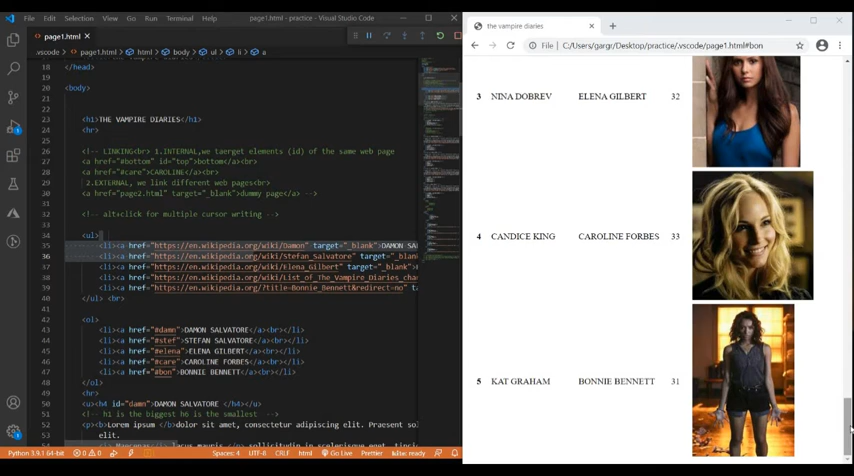 File Edit Selection View Go Run Terminal Help page1.html - practice - Visual Studio Code
page1.html
.vscode > page1.html > html > body > ul > li > a
18 </head>
19
20 <body>
21
22
23 <h1>THE VAMPIRE DIARIES</h1>
24 <hr>
25
26 <!-- LINKING<br> 1.INTERNAL,we taerget elements (id) of the same web page
27 <a href="#bottom" id="top">bottom</a><br>
28 <a href="#care">CAROLINE</a><br>
29 2.EXTERNAL, we link different web pages<br>
30 <a href="page2.html" target="_blank">dummy page</a> -->
31
32 <!-- alt+click for multiple cursor writing -->
33
34 <ul>
35 <li><a href="https://en.wikipedia.org/wiki/Damon" target="_blank">DAMON SAL
36 <li><a href="https://en.wikipedia.org/wiki/Stefan_Salvatore" target="_blank
37 <li><a href="https://en.wikipedia.org/wiki/Elena_Gilbert" target="_blank">
38 <li><a href="https://en.wikipedia.org/wiki/List_of_The_Vampire_Diaries_cha
39 <li><a href="https://en.wikipedia.org/?title=Bonnie_Bennett&redirect=no" t
40 </ul> <br>
41
42 <ol>
43 <li><a href="#damn">DAMON SALVATORE</a><br></li>
44 <li><a href="#stef">STEFAN SALVATORE</a><br></li>
45 <li><a href="#elena">ELENA GILBERT</a><br></li>
46 <li><a href="#care">CAROLINE FORBES</a><br></li>
47 <li><a href="#bon">BONNIE BENNETT</a><br></li>
48 </ol>
49 <hr>
50 <u><h4 id="damn">DAMON SALVATORE </h4></u>
51 <!-- h1 is the biggest h6 is the smallest -->
52 <p><b>Lorem ipsum </b>dolor sit amet, consectetur adipiscing elit. Praesent sol
53 elit.
Python 3.9.1 64-bit 0 0 Spaces: 4 UTF-8 CRLF html Go Live Prettier kite: ready
the vampire diaries
File C:/Users/gargr/Desktop/practice/.vscode/page1.html#bon
3 NINA DOBREV ELENA GILBERT 32
4 CANDICE KING CAROLINE FORBES 33
5 KAT GRAHAM BONNIE BENNETT 31